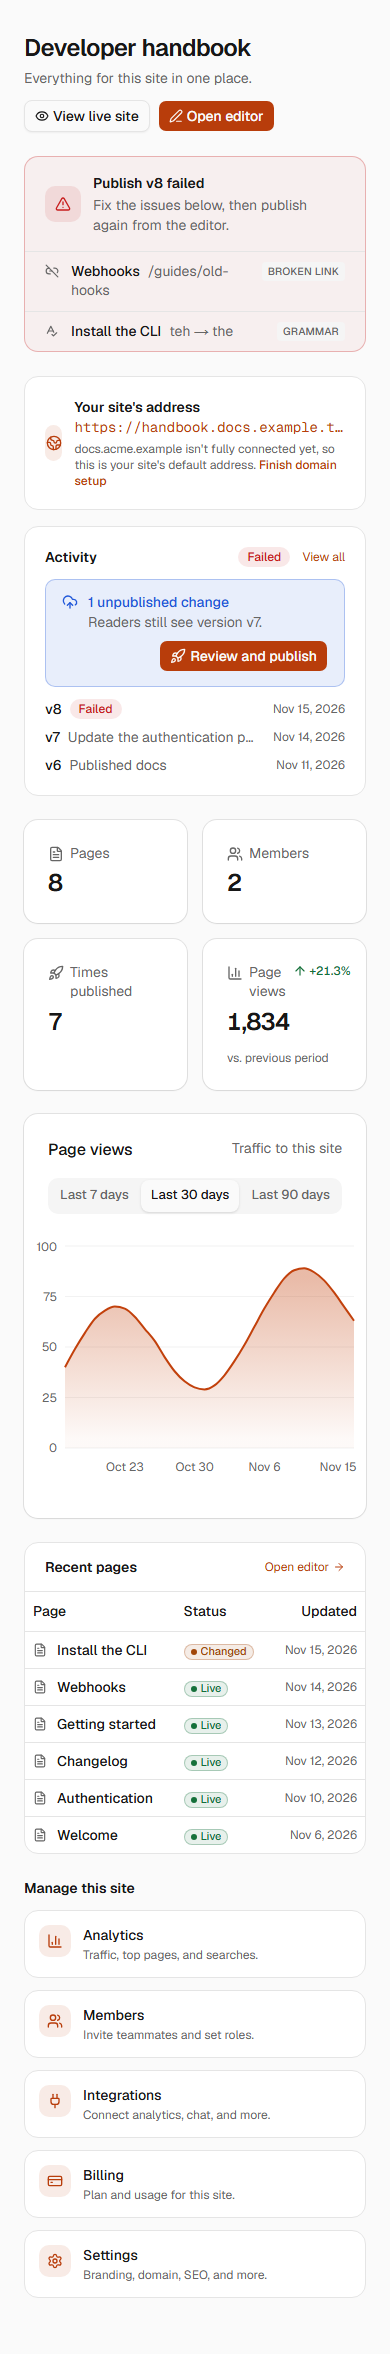 Developer handbook
Everything for this site in one place.
View live site
Open editor
Publish v8 failed
Fix the issues below, then publish
again from the editor.
Webhooks /guides/old-
hooks
BROKEN LINK
Install the CLI teh → the
GRAMMAR
Your site's address
https://handbook.docs.example.t…
docs.acme.example isn't fully connected yet, so
this is your site's default address. Finish domain
setup
Activity
Failed
View all
1 unpublished change
Readers still see version v7.
Review and publish
v8 Failed Nov 15, 2026
v7 Update the authentication p… Nov 14, 2026
v6 Published docs Nov 11, 2026
Pages
8
Members
2
Times
published
7
Page
views
+21.3%
1,834
vs. previous period
Page views
Traffic to this site
Last 7 days
Last 30 days
Last 90 days
100
75
50
25
0
Oct 23 Oct 30 Nov 6 Nov 15
Recent pages
Open editor →
Page Status Updated
Install the CLI Changed Nov 15, 2026
Webhooks Live Nov 14, 2026
Getting started Live Nov 13, 2026
Changelog Live Nov 12, 2026
Authentication Live Nov 10, 2026
Welcome Live Nov 6, 2026
Manage this site
Analytics
Traffic, top pages, and searches.
Members
Invite teammates and set roles.
Integrations
Connect analytics, chat, and more.
Billing
Plan and usage for this site.
Settings
Branding, domain, SEO, and more.